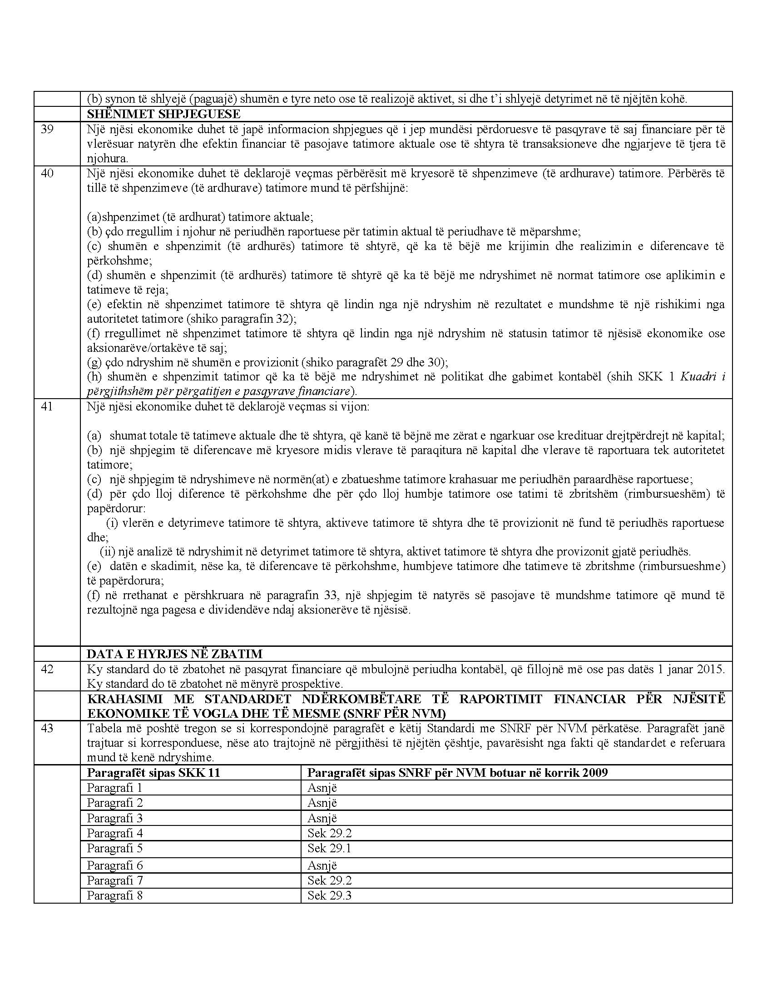 (b) synon të shlyejë (paguajë) shumën e tyre neto ose të realizojë aktivet, si dhe t’i shlyejë detyrimet në të njëjtën kohë.
SHËNIMET SHPJEGUESE
39 Një njësi ekonomike duhet të japë informacion shpjegues që i jep mundësi përdoruesve të pasqyrave të saj financiare për të
vlerësuar natyrën dhe efektin financiar të pasojave tatimore aktuale ose të shtyra të transaksioneve dhe ngjarjeve të tjera të
njohura.
40 Një njësi ekonomike duhet të deklarojë veçmas përbërësit më kryesorë të shpenzimeve (të ardhurave) tatimore. Përbërës të
tillë të shpenzimeve (të ardhurave) tatimore mund të përfshijnë:
(a)shpenzimet (të ardhurat) tatimore aktuale;
(b) çdo rregullim i njohur në periudhën raportuese për tatimin aktual të periudhave të mëparshme;
(c) shumën e shpenzimit (të ardhurës) tatimore të shtyrë, që ka të bëjë me krijimin dhe realizimin e diferencave të
përkohshme;
(d) shumën e shpenzimit (të ardhurës) tatimore të shtyrë që ka të bëjë me ndryshimet në normat tatimore ose aplikimin e
tatimeve të reja;
(e) efektin në shpenzimet tatimore të shtyra që lindin nga një ndryshim në rezultatet e mundshme të një rishikimi nga
autoritetet tatimore (shiko paragrafin 32);
(f) rregullimet në shpenzimet tatimore të shtyra që lindin nga një ndryshim në statusin tatimor të njësisë ekonomike ose
aksionarëve/ortakëve të saj;
(g) çdo ndryshim në shumën e provizionit (shiko paragrafët 29 dhe 30);
(h) shumën e shpenzimit tatimor që ka të bëjë me ndryshimet në politikat dhe gabimet kontabël (shih SKK 1 Kuadri i
përgjithshëm për përgatitjen e pasqyrave financiare).
41 Një njësi ekonomike duhet të deklarojë veçmas si vijon:
(a) shumat totale të tatimeve aktuale dhe të shtyra, që kanë të bëjnë me zërat e ngarkuar ose kredituar drejtpërdrejt në kapital;
(b) një shpjegim të diferencave më kryesore midis vlerave të paraqitura në kapital dhe vlerave të raportuara tek autoritetet
tatimore;
(c) një shpjegim të ndryshimeve në normën(at) e zbatueshme tatimore krahasuar me periudhën paraardhëse raportuese;
(d) për çdo lloj diference të përkohshme dhe për çdo lloj humbje tatimore ose tatimi të zbritshëm (rimbursueshëm) të
papërdorur:
(i) vlerën e detyrimeve tatimore të shtyra, aktiveve tatimore të shtyra dhe të provizionit në fund të periudhës raportuese
dhe;
(ii) një analizë të ndryshimit në detyrimet tatimore të shtyra, aktivet tatimore të shtyra dhe provizonit gjatë periudhës.
(e) datën e skadimit, nëse ka, të diferencave të përkohshme, humbjeve tatimore dhe tatimeve të zbritshme (rimbursueshme)
të papërdorura;
(f) në rrethanat e përshkruara në paragrafin 33, një shpjegim të natyrës së pasojave të mundshme tatimore që mund të
rezultojnë nga pagesa e dividendëve ndaj aksionerëve të njësisë.
DATA E HYRJES NË ZBATIM
42 Ky standard do të zbatohet në pasqyrat financiare që mbulojnë periudha kontabël, që fillojnë më ose pas datës 1 janar 2015.
Ky standard do të zbatohet në mënyrë prospektive.
KRAHASIMI ME STANDARDET NDËRKOMBËTARE TË RAPORTIMIT FINANCIAR PËR NJËSITË
EKONOMIKE TË VOGLA DHE TË MESME (SNRF PËR NVM)
43 Tabela më poshtë tregon se si korrespondojnë paragrafët e këtij Standardi me SNRF për NVM përkatëse. Paragrafët janë
trajtuar si korresponduese, nëse ato trajtojnë në përgjithësi të njëjtën çështje, pavarësisht nga fakti që standardet e referuara
mund të kenë ndryshime.
Paragrafët sipas SKK 11 Paragrafët sipas SNRF për NVM botuar në korrik 2009
Paragrafi 1 Asnjë
Paragrafi 2 Asnjë
Paragrafi 3 Asnjë
Paragrafi 4 Sek 29.2
Paragrafi 5 Sek 29.1
Paragrafi 6 Asnjë
Paragrafi 7 Sek 29.2
Paragrafi 8 Sek 29.3